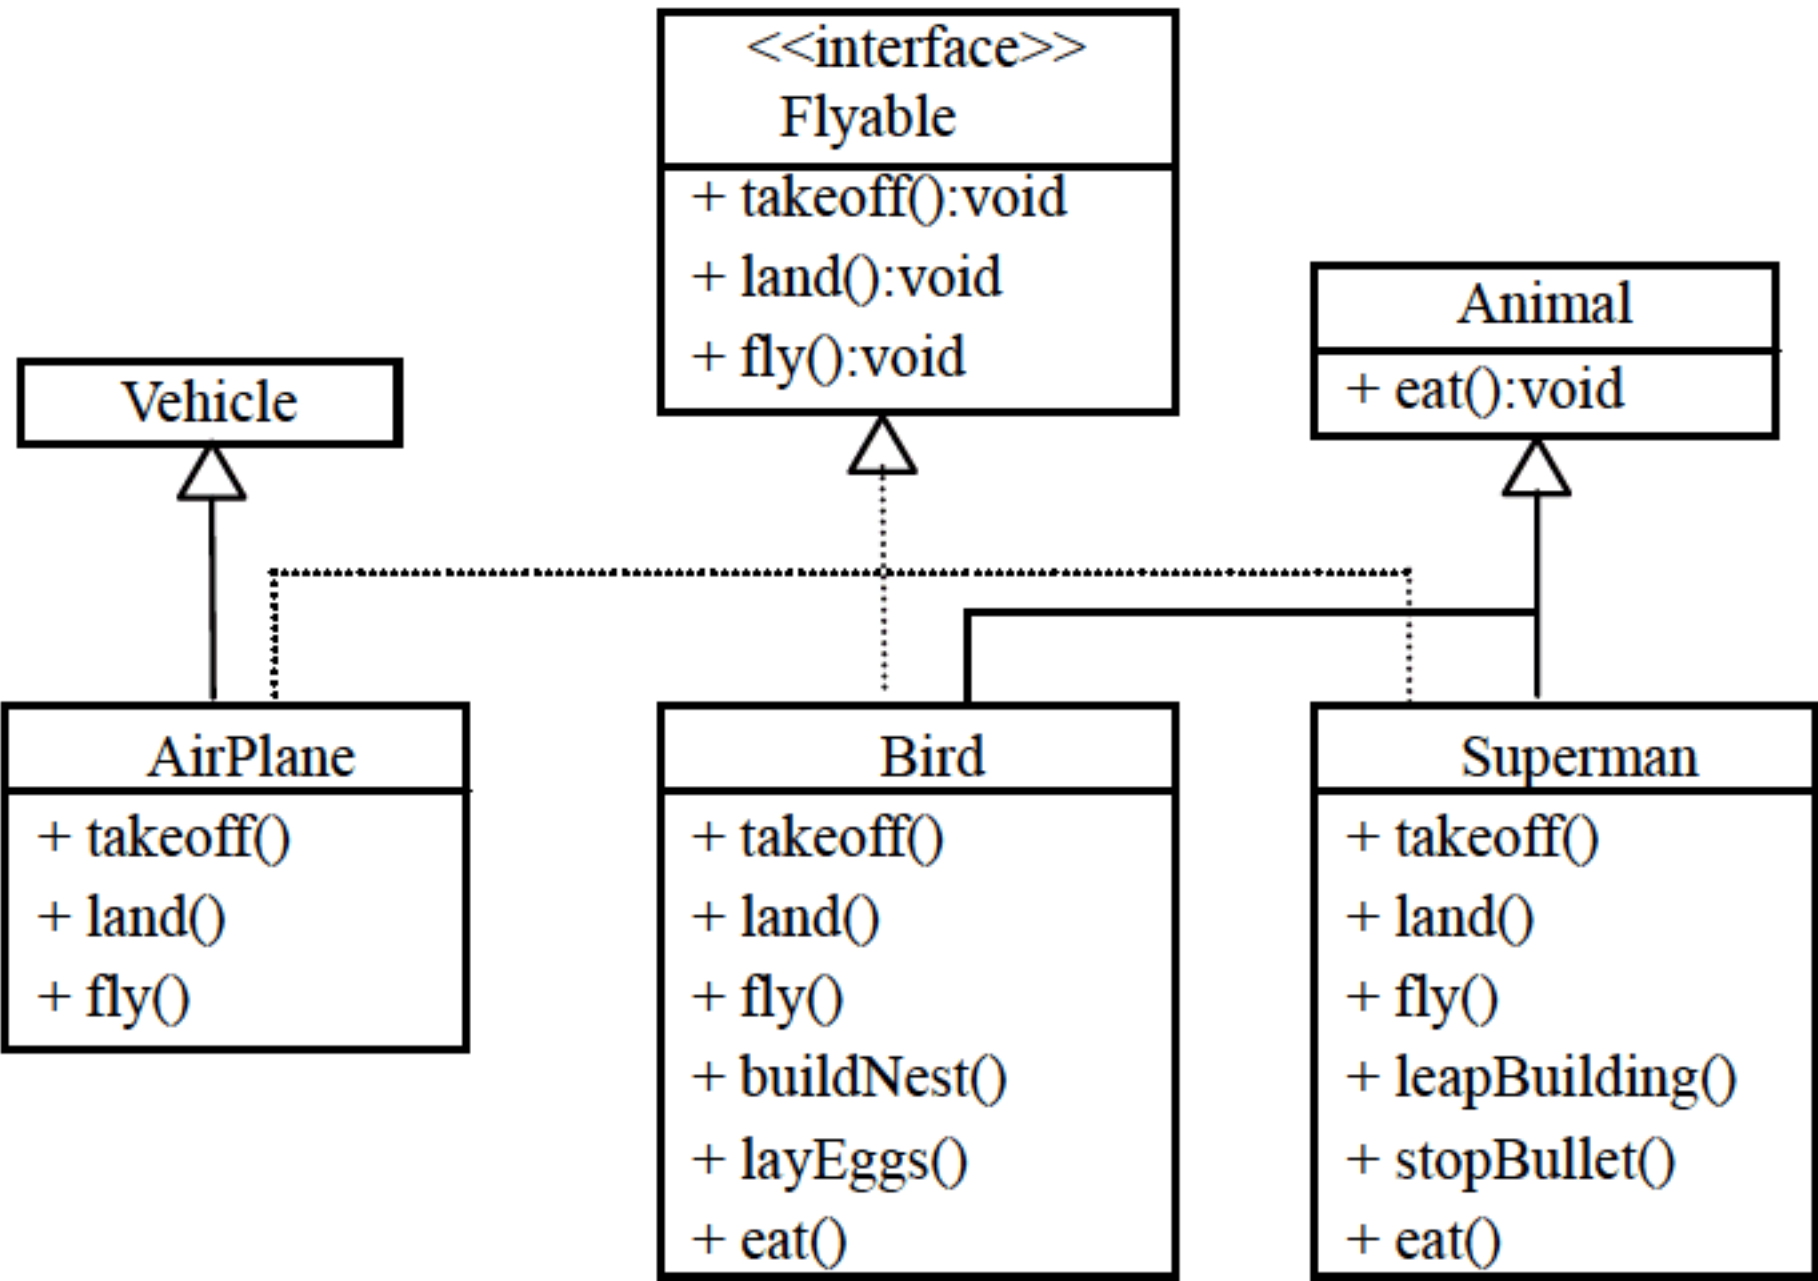 <<interface>>
Flyable
+ takeoff():void
+ land():void
+ fly():void
Animal
+ eat():void
Vehicle
AirPlane
+ takeoff()
+ land()
+ fly()
Bird
+ takeoff()
+ land()
+ fly()
+ buildNest()
+ layEggs()
+ eat()
Superman
+ takeoff()
+ land()
+ fly()
+ leapBuilding()
+ stopBullet()
+ eat()